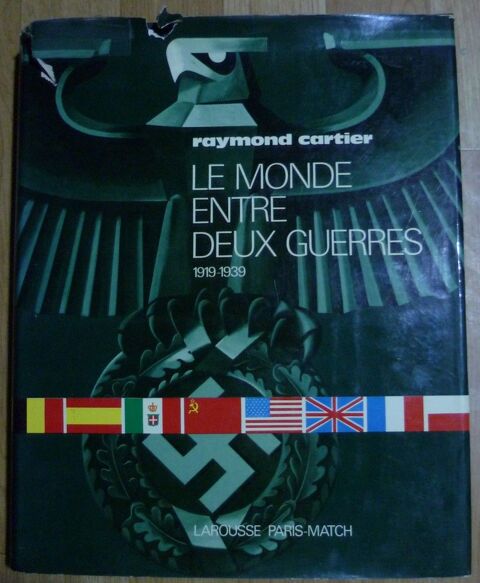 raymond cartier
LE MONDE
ENTRE
DEUX GUERRES
1919-1939
LAROUSSE PARIS-MATCH